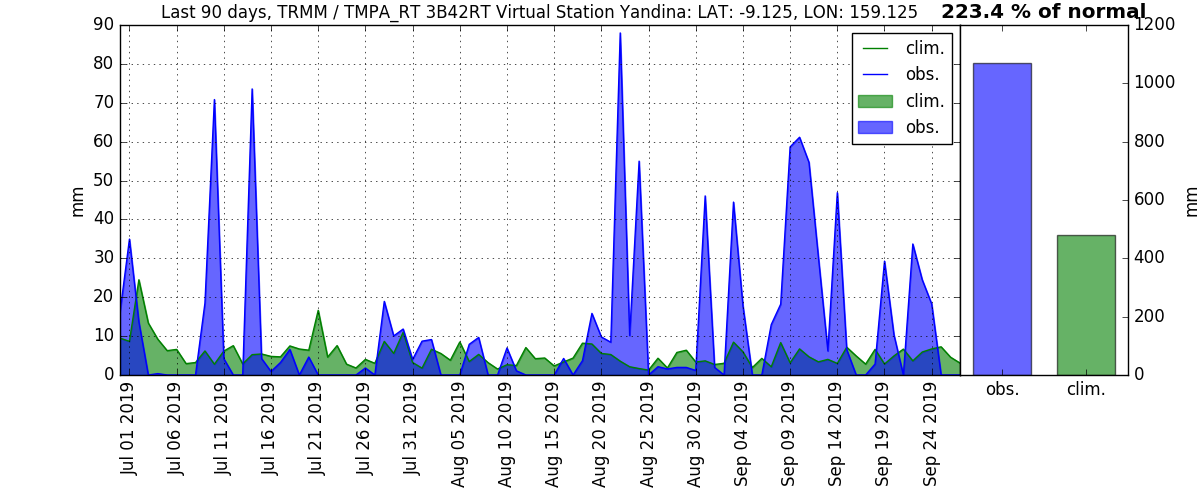 Last 90 days, TRMM / TMPA_RT 3B42RT Virtual Station Yandina: LAT: -9.125, LON: 159.125
223.4 % of normal
90
80
70
60
50
40
30
20
10
0
mm
clim.
obs.
clim.
obs.
1200
1000
800
600
400
200
0
mm
Jul 01 2019
Jul 06 2019
Jul 11 2019
Jul 16 2019
Jul 21 2019
Jul 26 2019
Jul 31 2019
Aug 05 2019
Aug 10 2019
Aug 15 2019
Aug 20 2019
Aug 25 2019
Aug 30 2019
Sep 04 2019
Sep 09 2019
Sep 14 2019
Sep 19 2019
Sep 24 2019
obs.
clim.